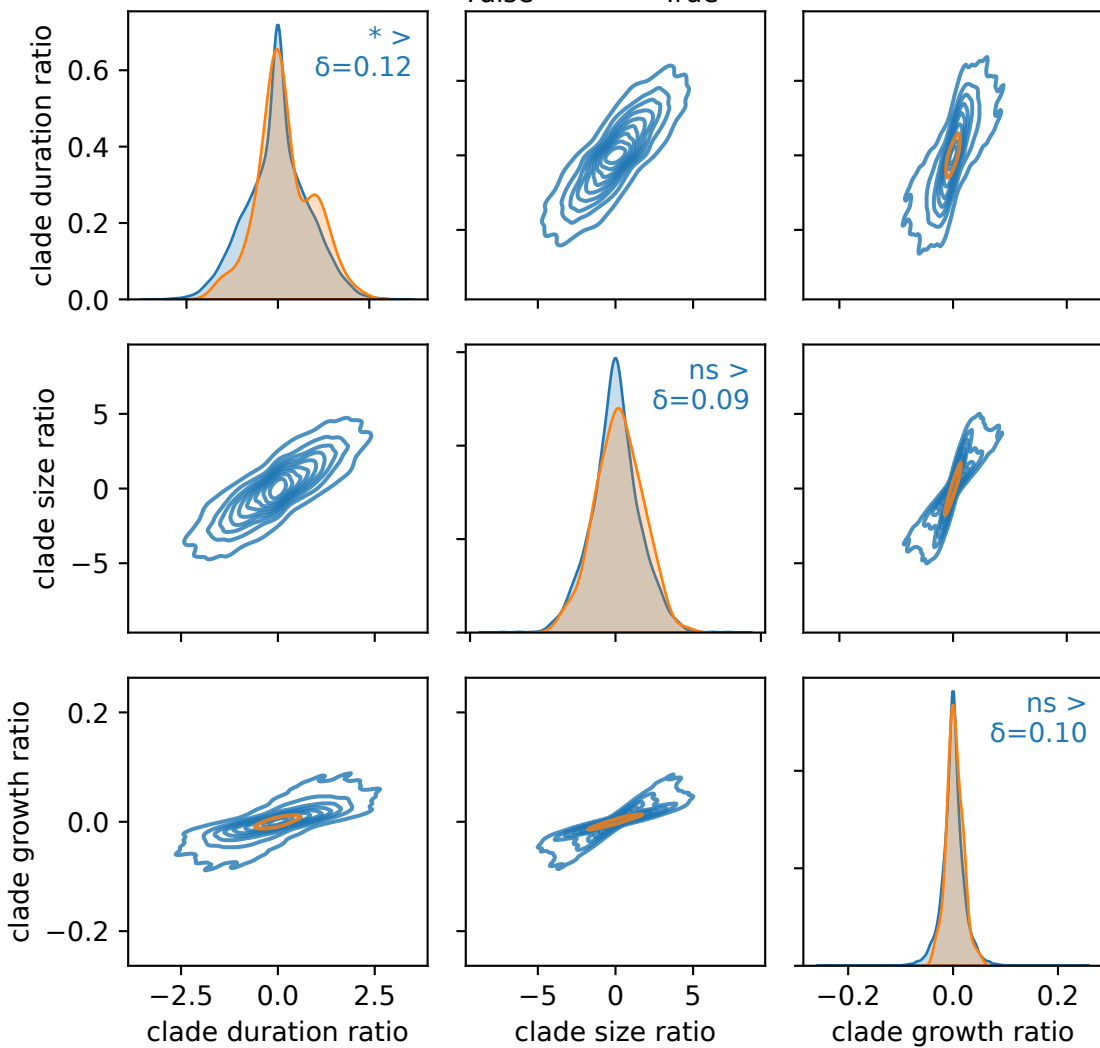 clade duration ratio
0.6
0.4
0.2
0.0
* >
δ=0.12
clade size ratio
5
0
−5
ns >
δ=0.09
clade growth ratio
0.2
0.0
−0.2
ns >
δ=0.10
−2.5 0.0 2.5
−5 0 5
−0.2 0.0 0.2
clade duration ratio
clade size ratio
clade growth ratio